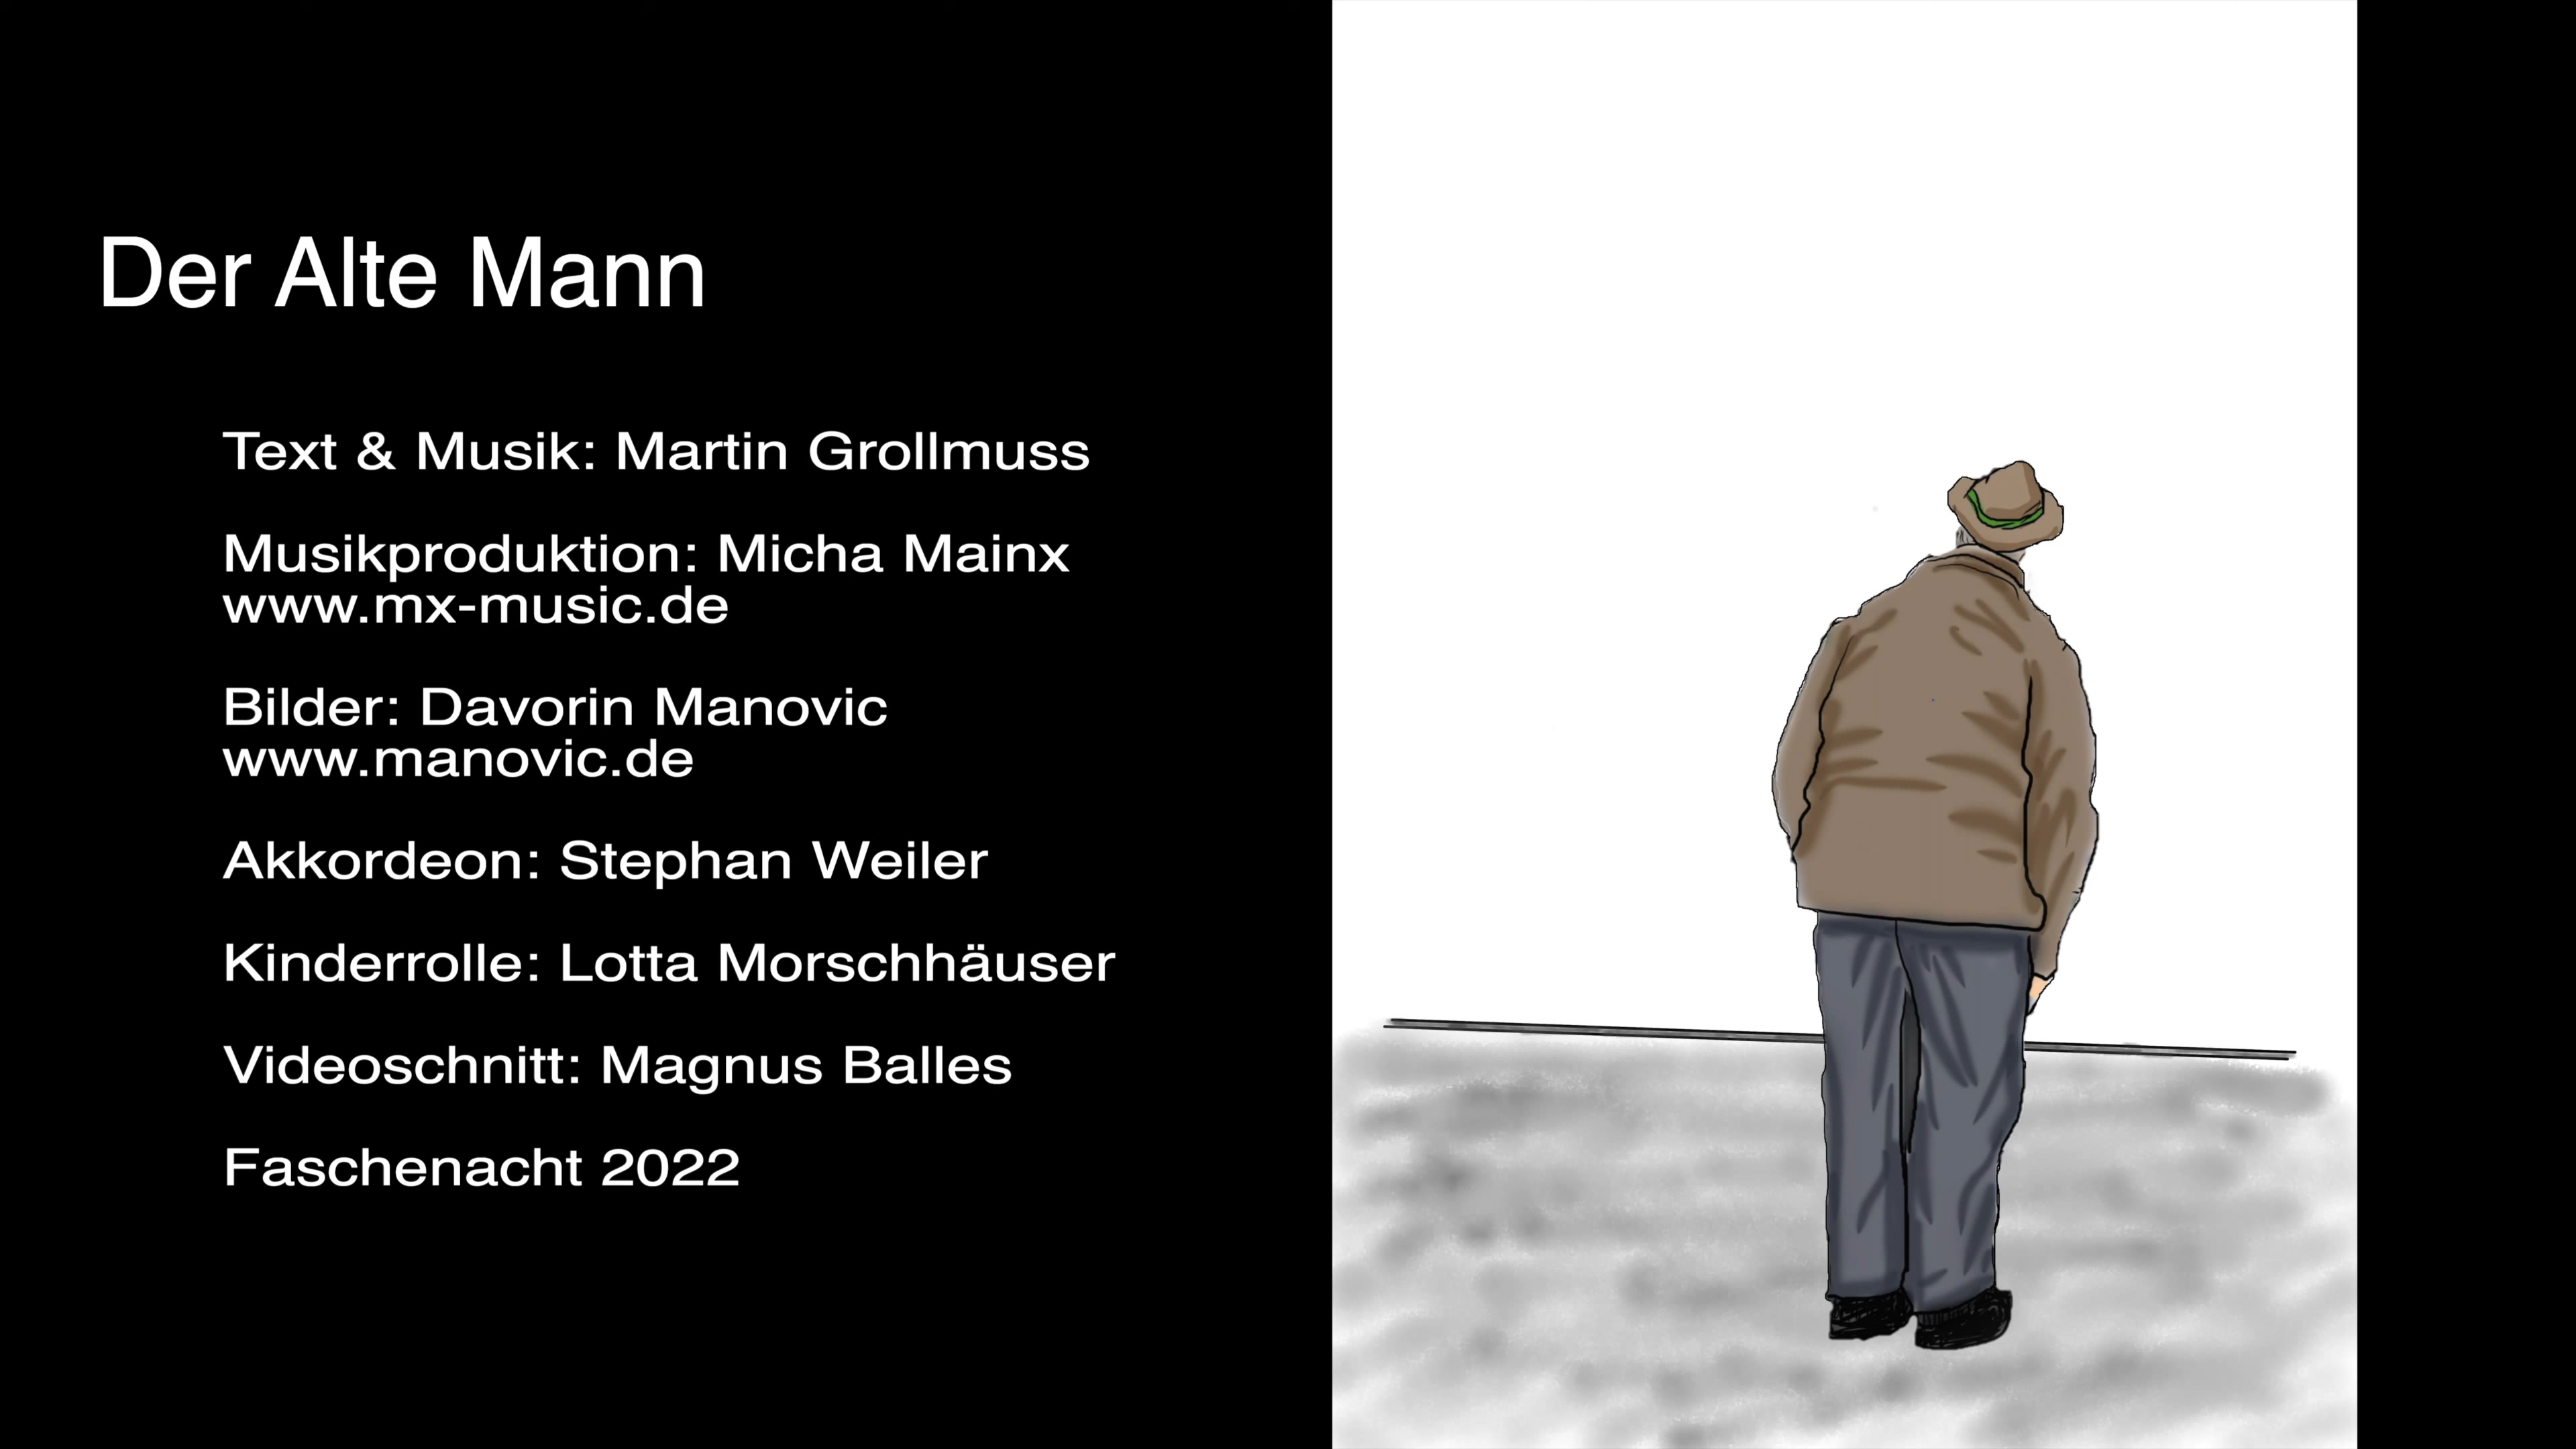 Der Alte Mann
Text & Musik: Martin Grollmuss
Musikproduktion: Micha Mainx
www.mx-music.de
Bilder: Davorin Manovic
www.manovic.de
Akkordeon: Stephan Weiler
Kinderrolle: Lotta Morschhäuser
Videoschnitt: Magnus Balles
Faschenacht 2022